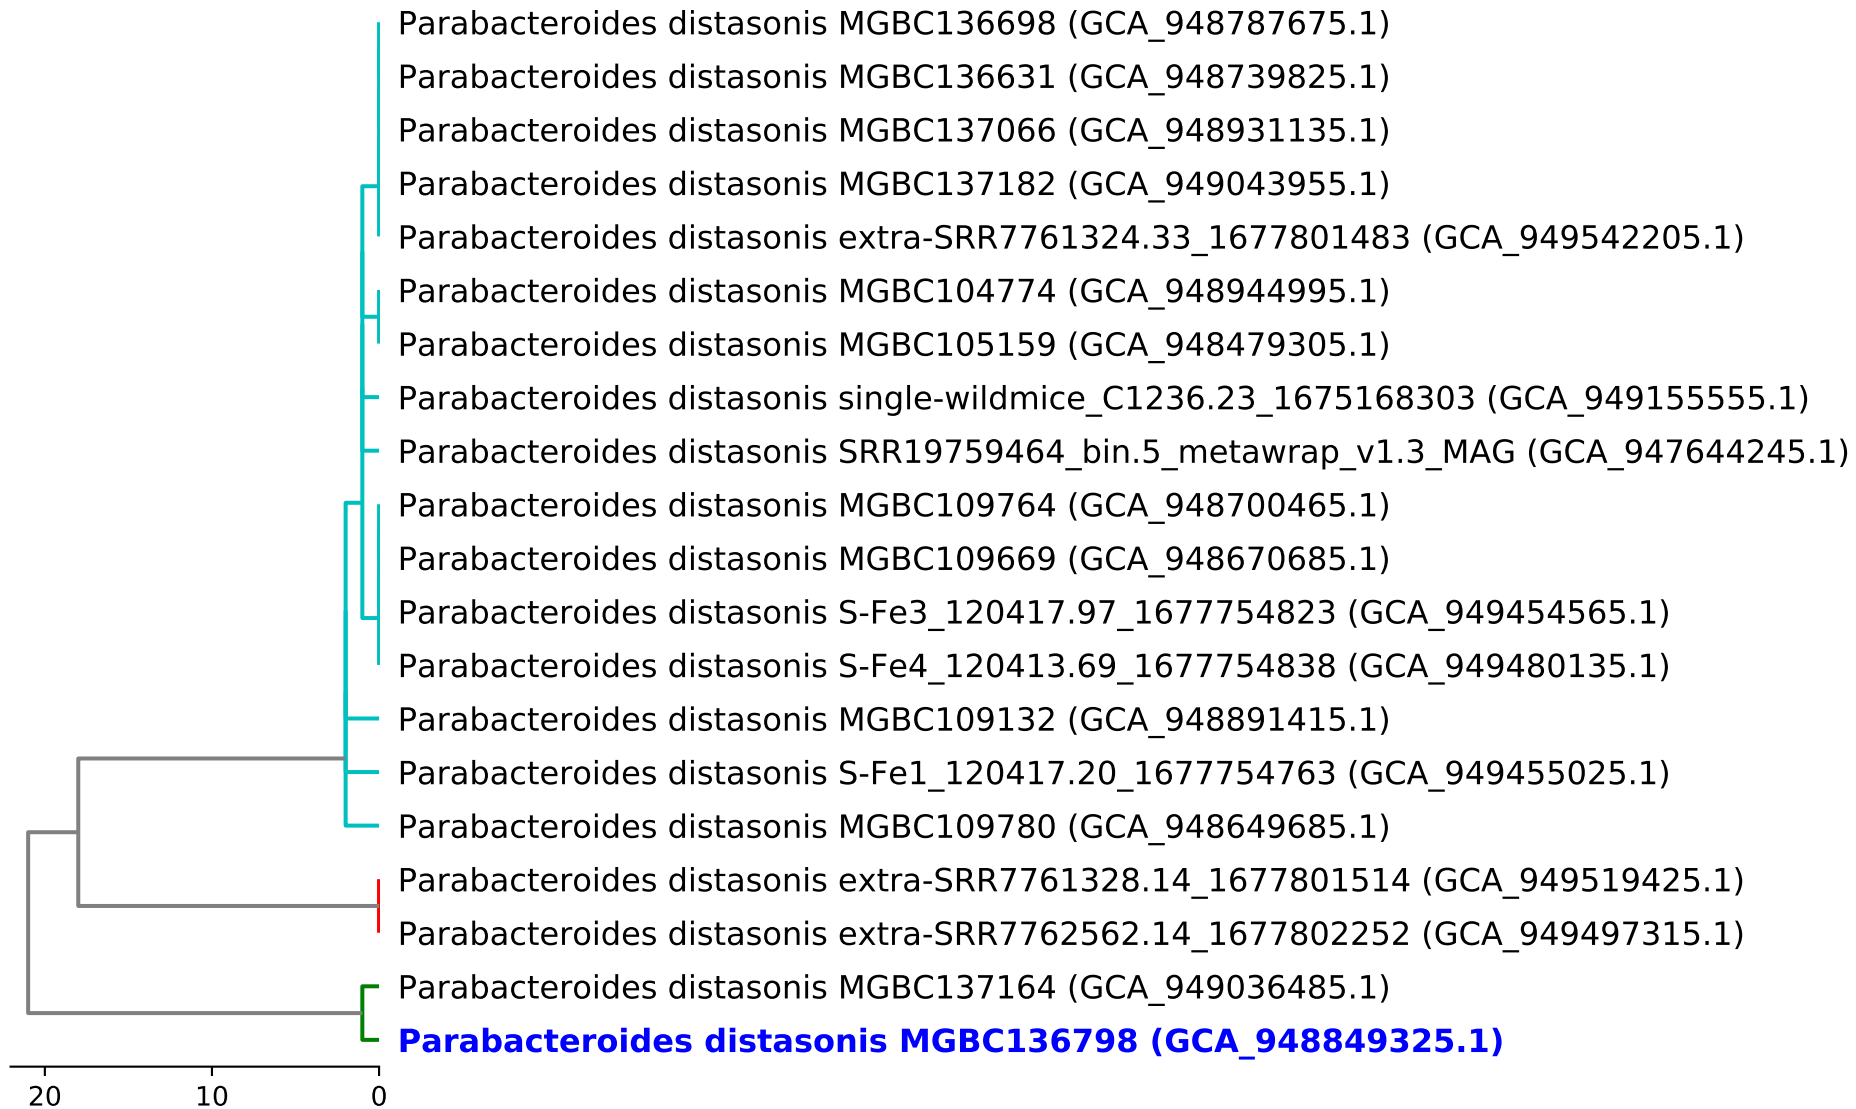 Parabacteroides distasonis MGBC136698 (GCA_948787675.1)
Parabacteroides distasonis MGBC136631 (GCA_948739825.1)
Parabacteroides distasonis MGBC137066 (GCA_948931135.1)
Parabacteroides distasonis MGBC137182 (GCA_949043955.1)
Parabacteroides distasonis extra-SRR7761324.33_1677801483 (GCA_949542205.1)
Parabacteroides distasonis MGBC104774 (GCA_948944995.1)
Parabacteroides distasonis MGBC105159 (GCA_948479305.1)
Parabacteroides distasonis single-wildmice_C1236.23_1675168303 (GCA_949155555.1)
Parabacteroides distasonis SRR19759464_bin.5_metawrap_v1.3_MAG (GCA_947644245.1)
Parabacteroides distasonis MGBC109764 (GCA_948700465.1)
Parabacteroides distasonis MGBC109669 (GCA_948670685.1)
Parabacteroides distasonis S-Fe3_120417.97_1677754823 (GCA_949454565.1)
Parabacteroides distasonis S-Fe4_120413.69_1677754838 (GCA_949480135.1)
Parabacteroides distasonis MGBC109132 (GCA_948891415.1)
Parabacteroides distasonis S-Fe1_120417.20_1677754763 (GCA_949455025.1)
Parabacteroides distasonis MGBC109780 (GCA_948649685.1)
Parabacteroides distasonis extra-SRR7761328.14_1677801514 (GCA_949519425.1)
Parabacteroides distasonis extra-SRR7762562.14_1677802252 (GCA_949497315.1)
Parabacteroides distasonis MGBC137164 (GCA_949036485.1)
Parabacteroides distasonis MGBC136798 (GCA_948849325.1)
20 10 0